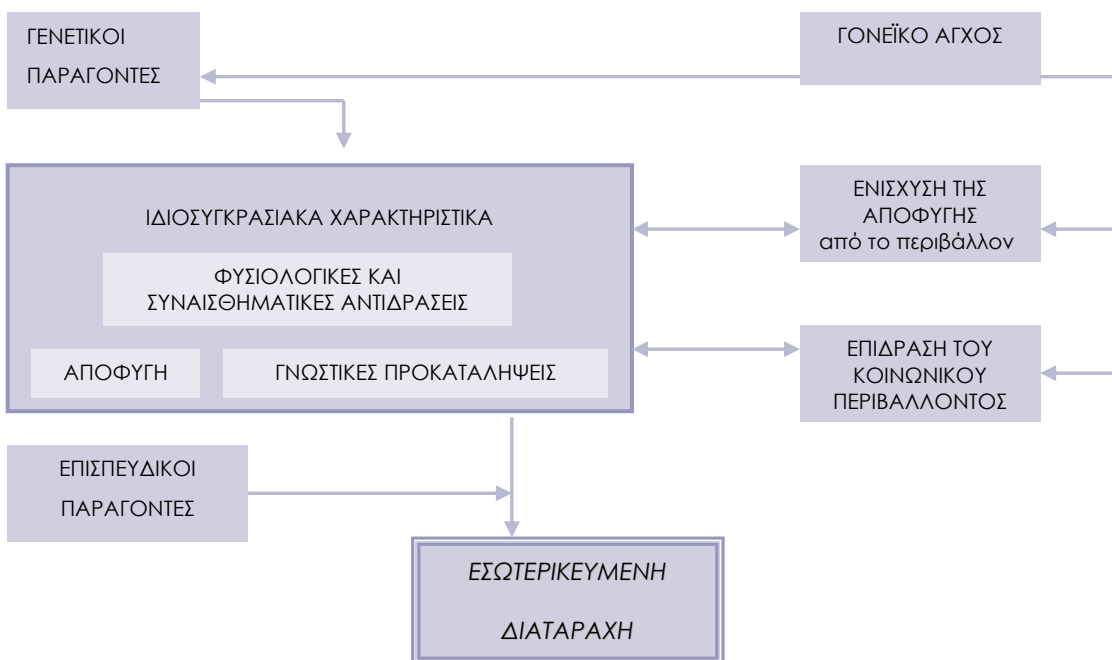 ΓΕΝΕΤΙΚΟΙ
ΠΑΡΑΓΟΝΤΕΣ
ΓΟΝΕΪΚΟ ΑΓΧΟΣ
ΙΔΙΟΣΥΓΚΡΑΣΙΑΚΑ ΧΑΡΑΚΤΗΡΙΣΤΙΚΑ
ΦΥΣΙΟΛΟΓΙΚΕΣ ΚΑΙ
ΣΥΝΑΙΣΘΗΜΑΤΙΚΕΣ ΑΝΤΙΔΡΑΣΕΙΣ
ΑΠΟΦΥΓΗ
ΓΝΩΣΤΙΚΕΣ ΠΡΟΚΑΤΑΛΗΨΕΙΣ
ΕΝΙΣΧΥΣΗ ΤΗΣ
ΑΠΟΦΥΓΗΣ
από το περιβάλλον
ΕΠΙΔΡΑΣΗ ΤΟΥ
ΚΟΙΝΩΝΙΚΟΥ
ΠΕΡΙΒΑΛΛΟΝΤΟΣ
ΕΠΙΣΠΕΥΔΙΚΟΙ
ΠΑΡΑΓΟΝΤΕΣ
ΕΣΩΤΕΡΙΚΕΥΜΕΝΗ
ΔΙΑΤΑΡΑΧΗ